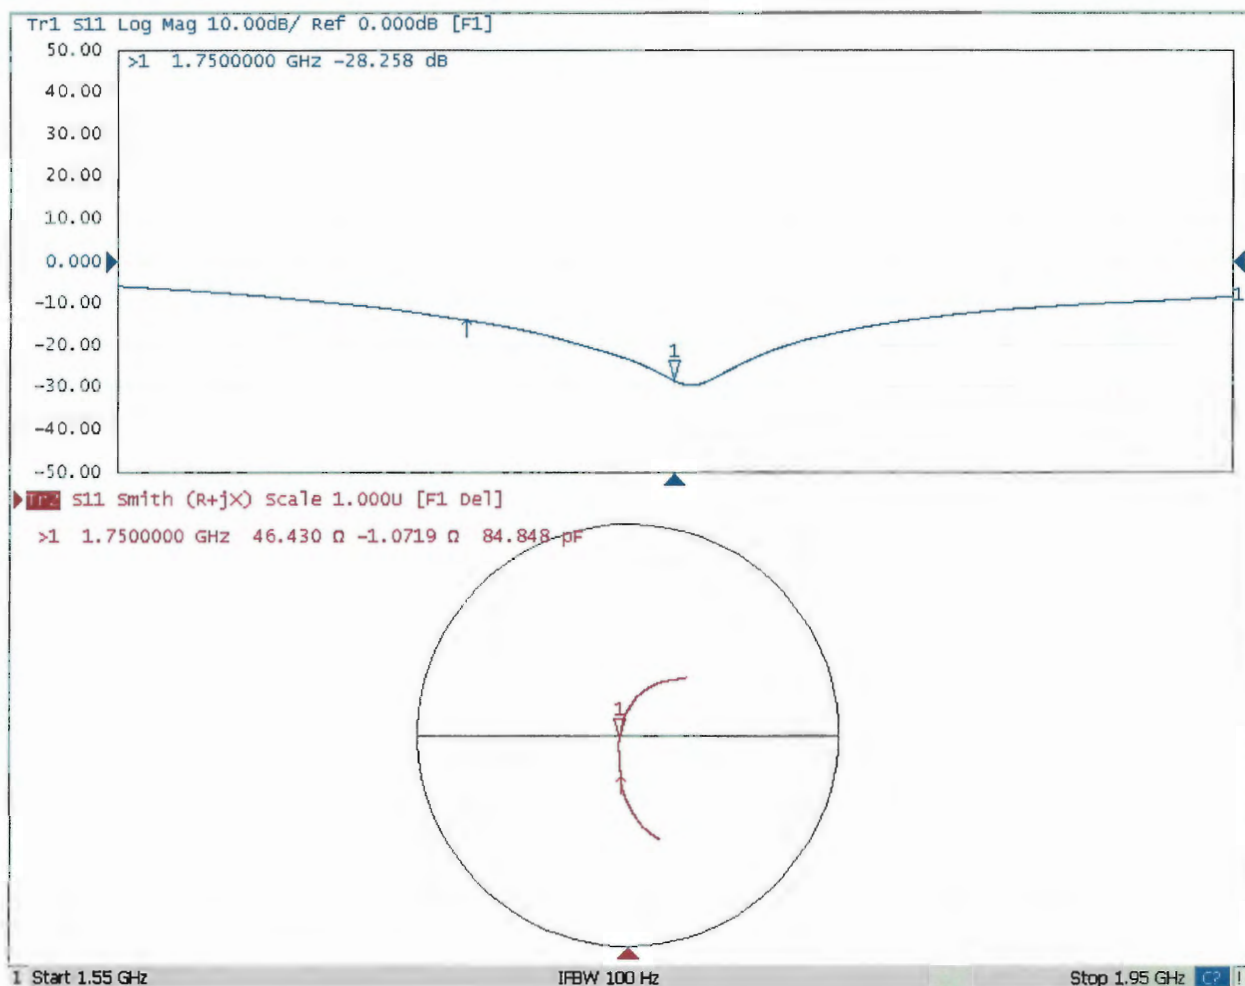 Tr1 S11 Log Mag 10.00dB/ Ref 0.000dB [F1]
50.00
>1 1.7500000 GHz -28.258 dB
40.00
30.00
20.00
10.00
0.000
-10.00
1
-20.00
1
-30.00
-40.00
-50.00
Tr2 S11 Smith (R+jX) Scale 1.000U [F1 Del]
>1 1.7500000 GHz 46.430 Ω -1.0719 Ω 84.848 pF
1
1 Start 1.55 GHz IFBW 100 Hz Stop 1.95 GHz C? !